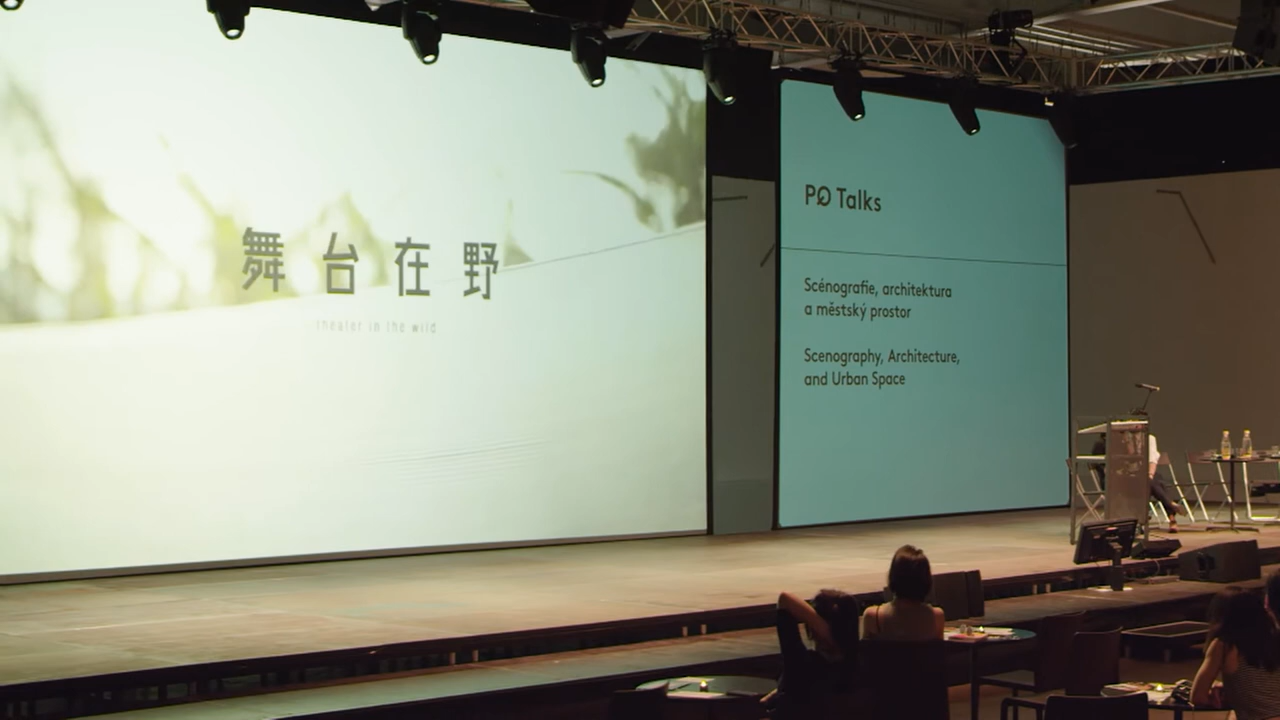 舞台在野
theater in the wild
PQ Talks
Scénografie, architektura
a městský prostor
Scenography, Architecture,
and Urban Space